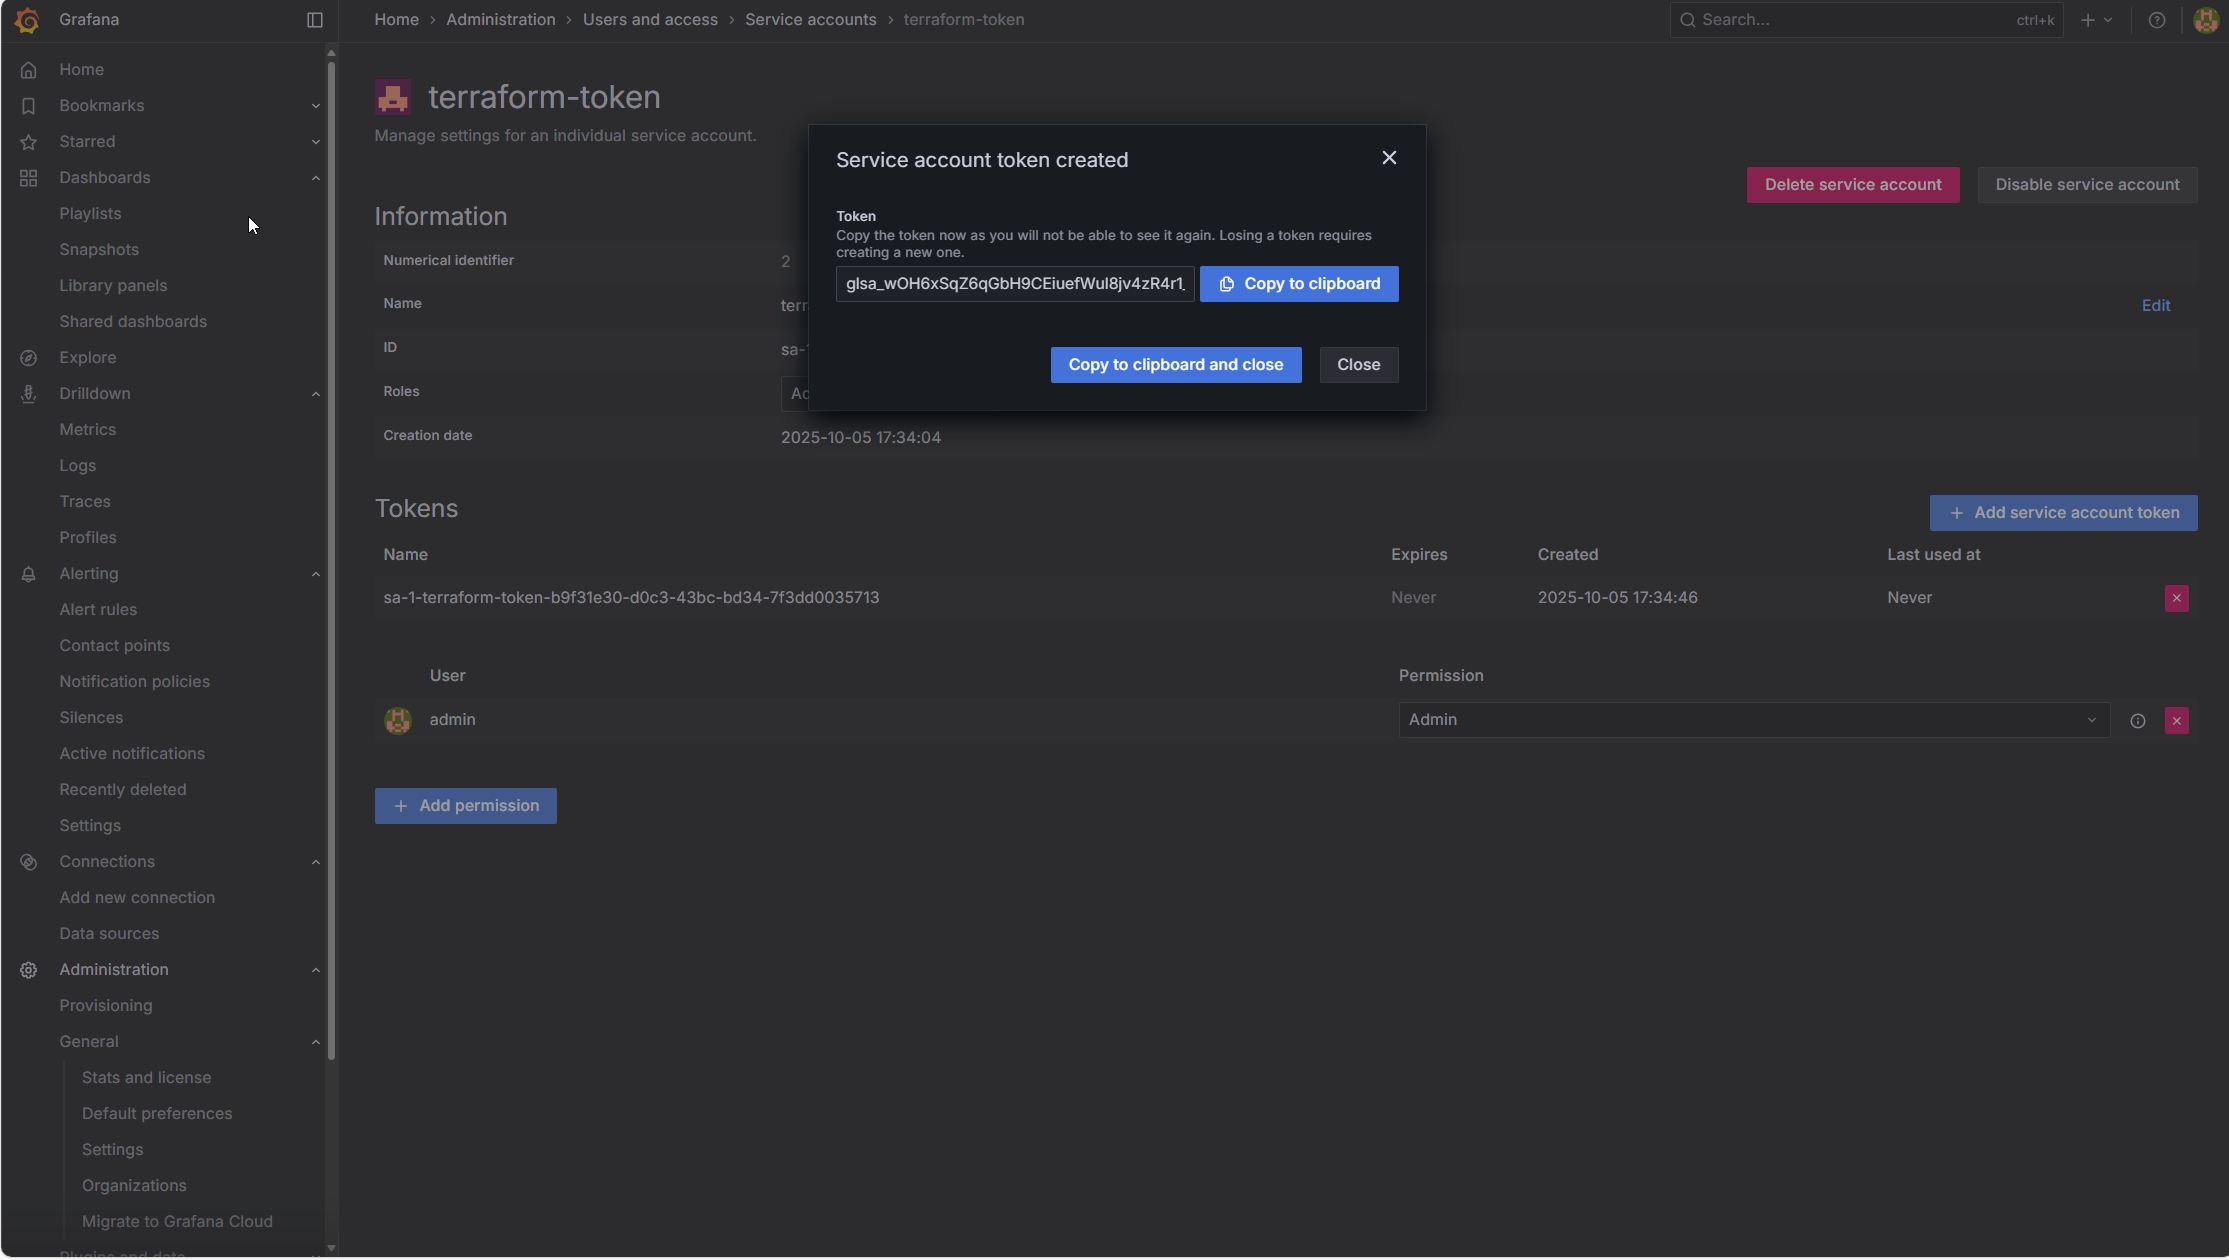 Grafana
Home › Administration › Users and access › Service accounts › terraform-token
Search...
ctrl+k
Home
Bookmarks
Starred
Dashboards
Playlists
Snapshots
Library panels
Shared dashboards
Explore
Drilldown
Metrics
Logs
Traces
Profiles
Alerting
Alert rules
Contact points
Notification policies
Silences
Active notifications
Recently deleted
Settings
Connections
Add new connection
Data sources
Administration
Provisioning
General
Stats and license
Default preferences
Settings
Organizations
Migrate to Grafana Cloud
Plugins and data
terraform-token
Manage settings for an individual service account.
Delete service account
Disable service account
Information
Numerical identifier 2
Name terr
Edit
ID sa-1
Roles Ad
Creation date 2025-10-05 17:34:04
Service account token created
Token
Copy the token now as you will not be able to see it again. Losing a token requires
creating a new one.
glsa_wOH6xSqZ6qGbH9CEiuefWul8jv4zR4r1_
Copy to clipboard
Copy to clipboard and close
Close
Tokens
Add service account token
Name Expires Created Last used at
sa-1-terraform-token-b9f31e30-d0c3-43bc-bd34-7f3dd0035713 Never 2025-10-05 17:34:46 Never
User Permission
admin Admin
Add permission